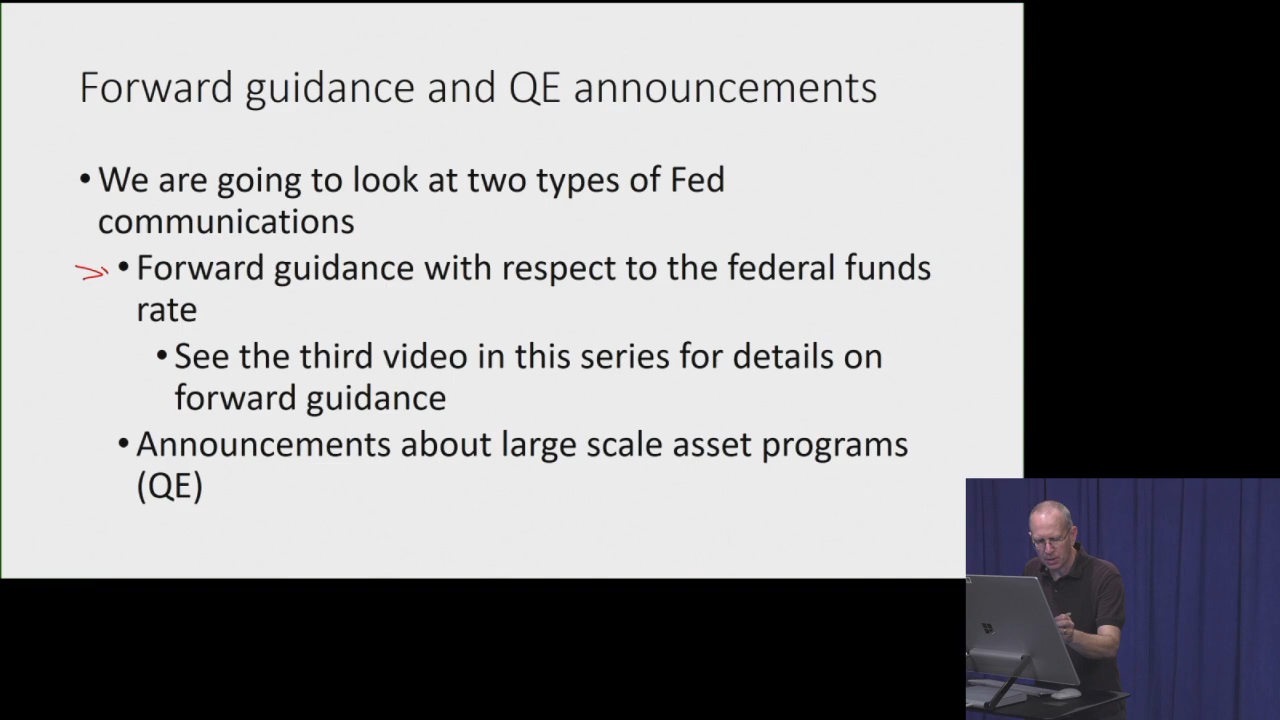 Forward guidance and QE announcements
• We are going to look at two types of Fed
communications
• Forward guidance with respect to the federal funds
rate
• See the third video in this series for details on
forward guidance
• Announcements about large scale asset programs
(QE)